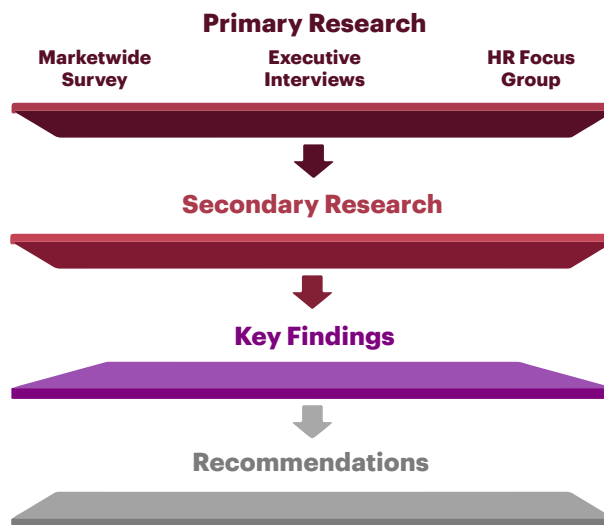 Primary Research
Marketwide Survey
Executive Interviews
HR Focus Group
Secondary Research
Key Findings
Recommendations